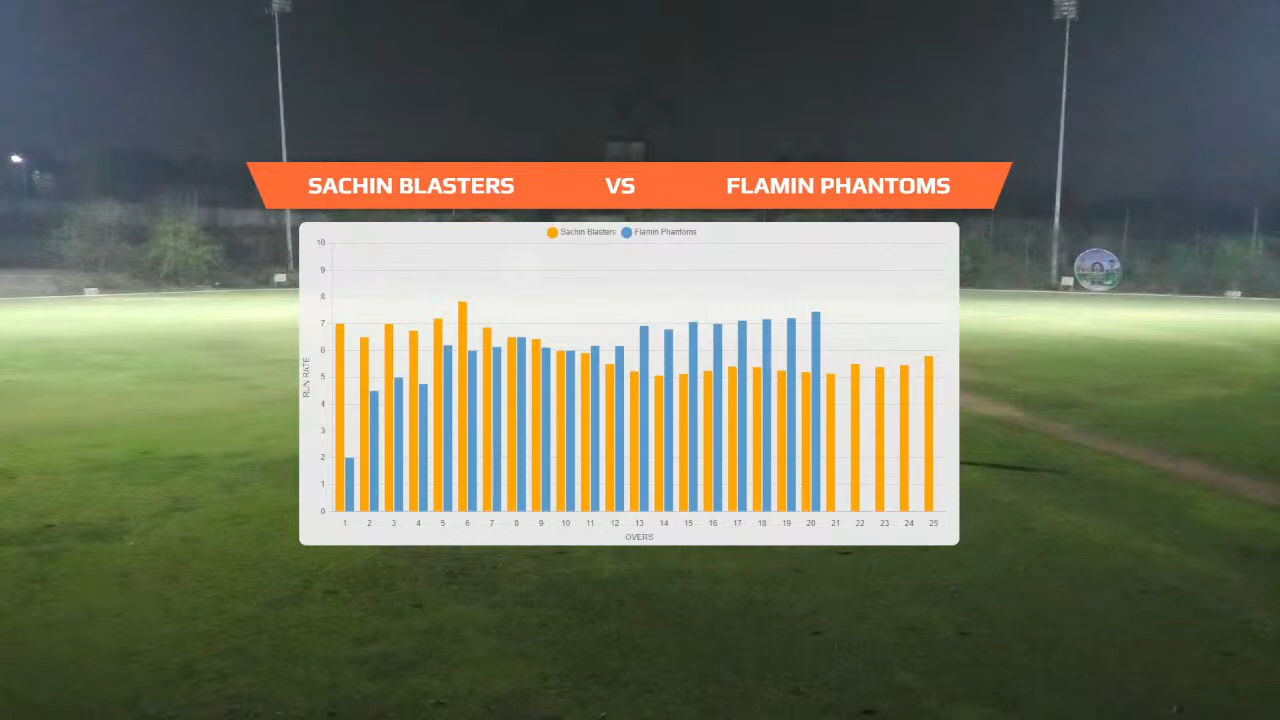 SACHIN BLASTERS VS FLAMIN PHANTOMS
Sachin Blasters Flamin Phantoms
10
9
8
7
6
5
4
3
2
1
0
RUN RATE
1 2 3 4 5 6 7 8 9 10 11 12 13 14 15 16 17 18 19 20 21 22 23 24 25
OVERS